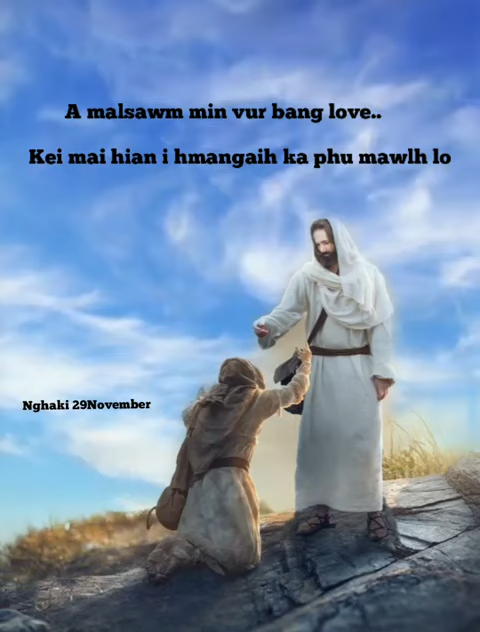 A malsawm min vur bang love..
Kei mai hian i hmangaih ka phu mawlh lo
Nghaki 29November